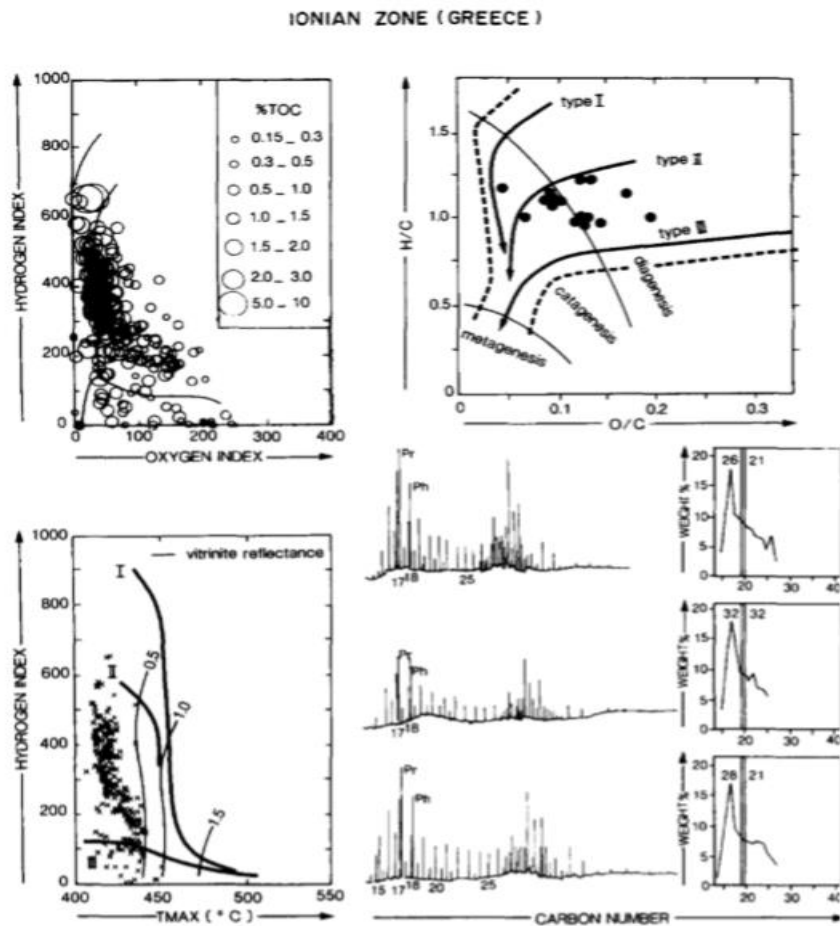 IONIAN ZONE (GREECE)
1000
800
600
400
200
0
HYDROGEN INDEX
0
100
200
300
400
OXYGEN INDEX
%TOC
0.15 - 0.3
0.3 - 0.5
0.5 - 1.0
1.0 - 1.5
1.5 - 2.0
2.0 - 3.0
5.0 - 10
1.5
1.0
0.5
0
H/C
type I
type II
type III
diagenesis
catagenesis
metagenesis
0
0.1
0.2
0.3
O/C
1000
800
600
400
200
0
HYDROGEN INDEX
vitrinite reflectance
I
II
III
0.5
1.0
1.5
400
450
500
TMAX (°C)
Pr
Ph
17 18
25
20
15
10
5
0
WEIGHT %
26
21
20
30
40
Pr
Ph
17 18
20
15
10
5
0
WEIGHT %
32
32
20
30
40
Pr
Ph
15
17 18
20
25
20
15
10
5
0
WEIGHT %
28
21
20
30
40
CARBON NUMBER